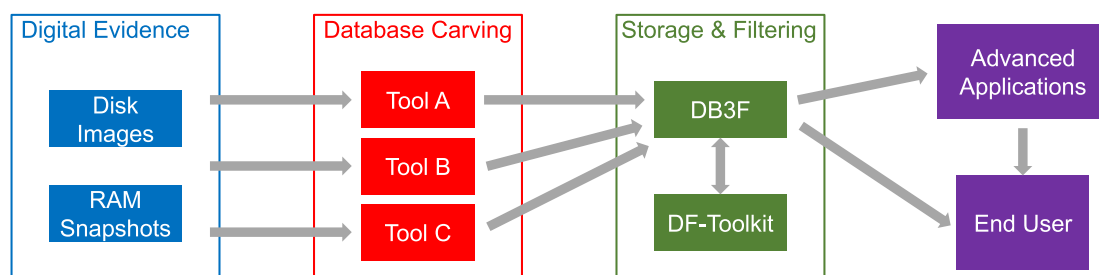 Digital Evidence
Disk
Images
RAM
Snapshots
Database Carving
Tool A
Tool B
Tool C
Storage & Filtering
DB3F
DF-Toolkit
Advanced
Applications
End User